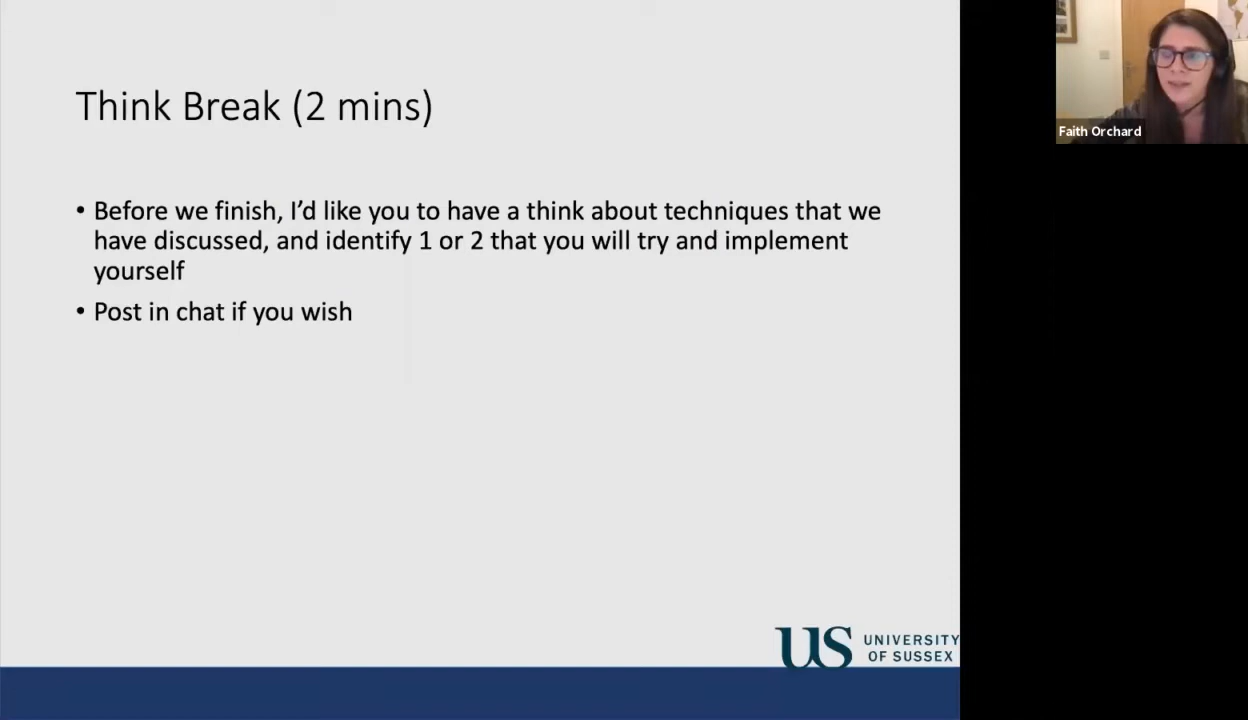 Think Break (2 mins)
• Before we finish, I’d like you to have a think about techniques that we
have discussed, and identify 1 or 2 that you will try and implement
yourself
• Post in chat if you wish
Faith Orchard
US UNIVERSITY
OF SUSSEX